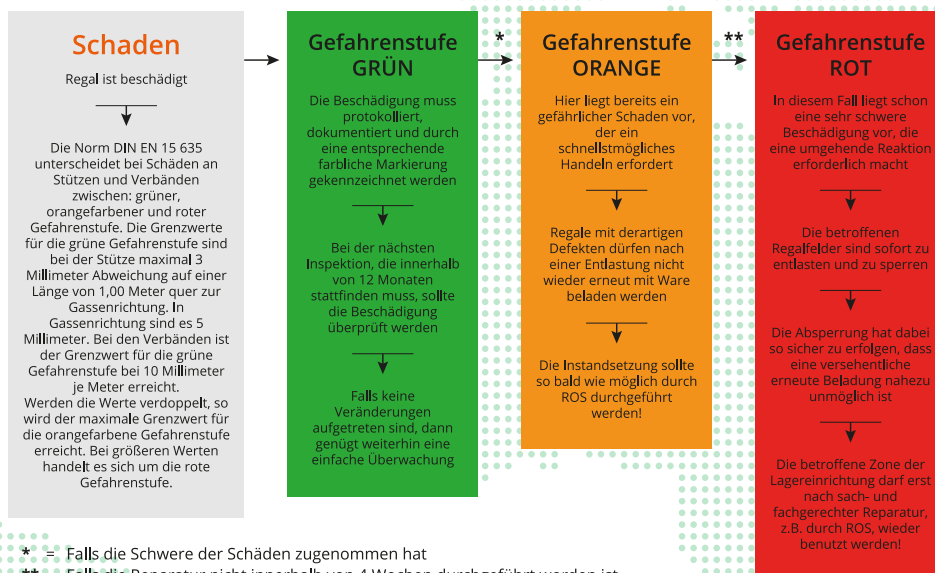 Schaden
Regal ist beschädigt
Die Norm DIN EN 15 635
unterscheidet bei Schäden an
Stützen und Verbänden
zwischen: grüner,
orangefarbener und roter
Gefahrenstufe. Die Grenzwerte
für die grüne Gefahrenstufe sind
bei der Stütze maximal 3
Millimeter Abweichung auf einer
Länge von 1,00 Meter quer zur
Gassenrichtung. In
Gassenrichtung sind es 5
Millimeter. Bei den Verbänden ist
der Grenzwert für die grüne
Gefahrenstufe bei 10 Millimeter
je Meter erreicht.
Werden die Werte verdoppelt, so
wird der maximale Grenzwert für
die orangefarbene Gefahrenstufe
erreicht. Bei größeren Werten
handelt es sich um die rote
Gefahrenstufe.
Gefahrenstufe
GRÜN
Die Beschädigung muss
protokolliert,
dokumentiert und durch
eine entsprechende
farbliche Markierung
gekennzeichnet werden
Bei der nächsten
Inspektion, die innerhalb
von 12 Monaten
stattfinden muss, sollte
die Beschädigung
überprüft werden
Falls keine
Veränderungen
aufgetreten sind, dann
genügt weiterhin eine
einfache Überwachung
*
Gefahrenstufe
ORANGE
Hier liegt bereits ein
gefährlicher Schaden vor,
der ein
schnellstmögliches
Handeln erfordert
Regale mit derartigen
Defekten dürfen nach
einer Entlastung nicht
wieder erneut mit Ware
beladen werden
Die Instandsetzung sollte
so bald wie möglich durch
ROS durchgeführt
werden!
**
Gefahrenstufe
ROT
In diesem Fall liegt schon
eine sehr schwere
Beschädigung vor, die
eine umgehende Reaktion
erforderlich macht
Die betroffenen
Regalfelder sind sofort zu
entlasten und zu sperren
Die Absperrung hat dabei
so sicher zu erfolgen, dass
eine versehentliche
erneute Beladung nahezu
unmöglich ist
Die betroffene Zone der
Lagereinrichtung darf erst
nach sach- und
fachgerechter Reparatur,
z.B. durch ROS, wieder
benutzt werden!
* = Falls die Schwere der Schäden zugenommen hat
** = Falls die Reparatur nicht innerhalb von 4 Wochen durchgeführt worden ist